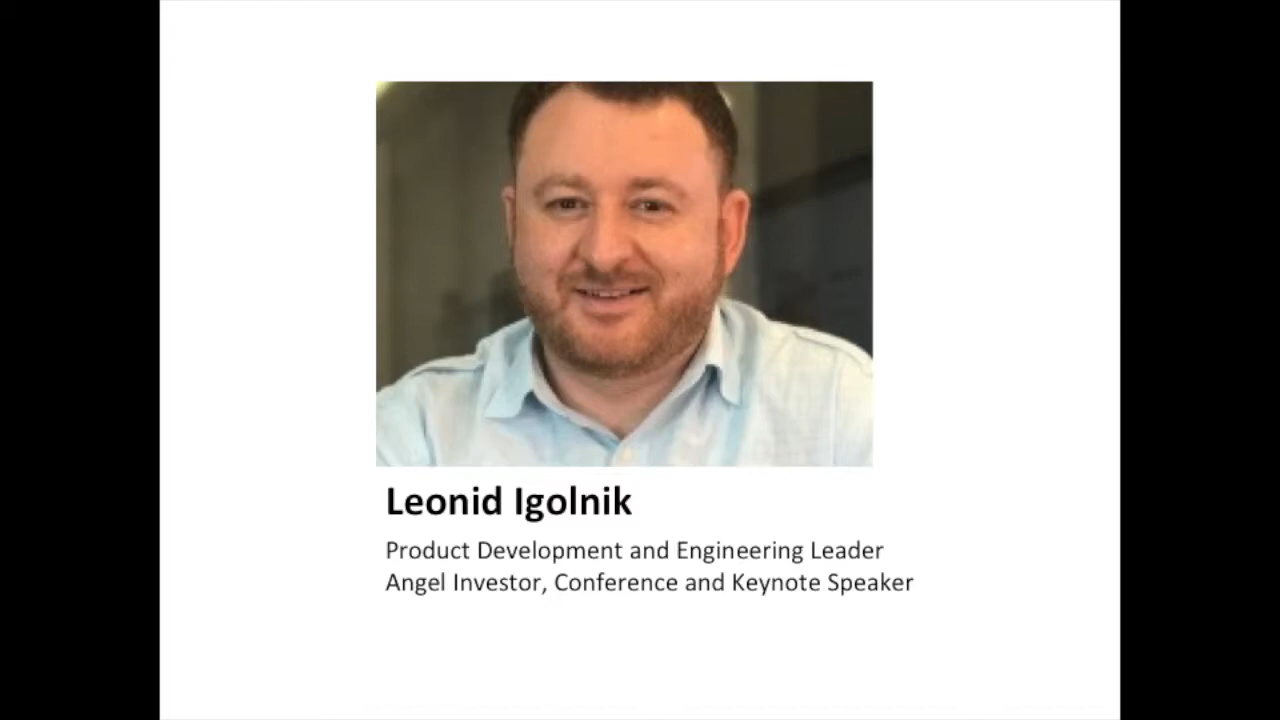 Leonid Igolnik
Product Development and Engineering Leader
Angel Investor, Conference and Keynote Speaker